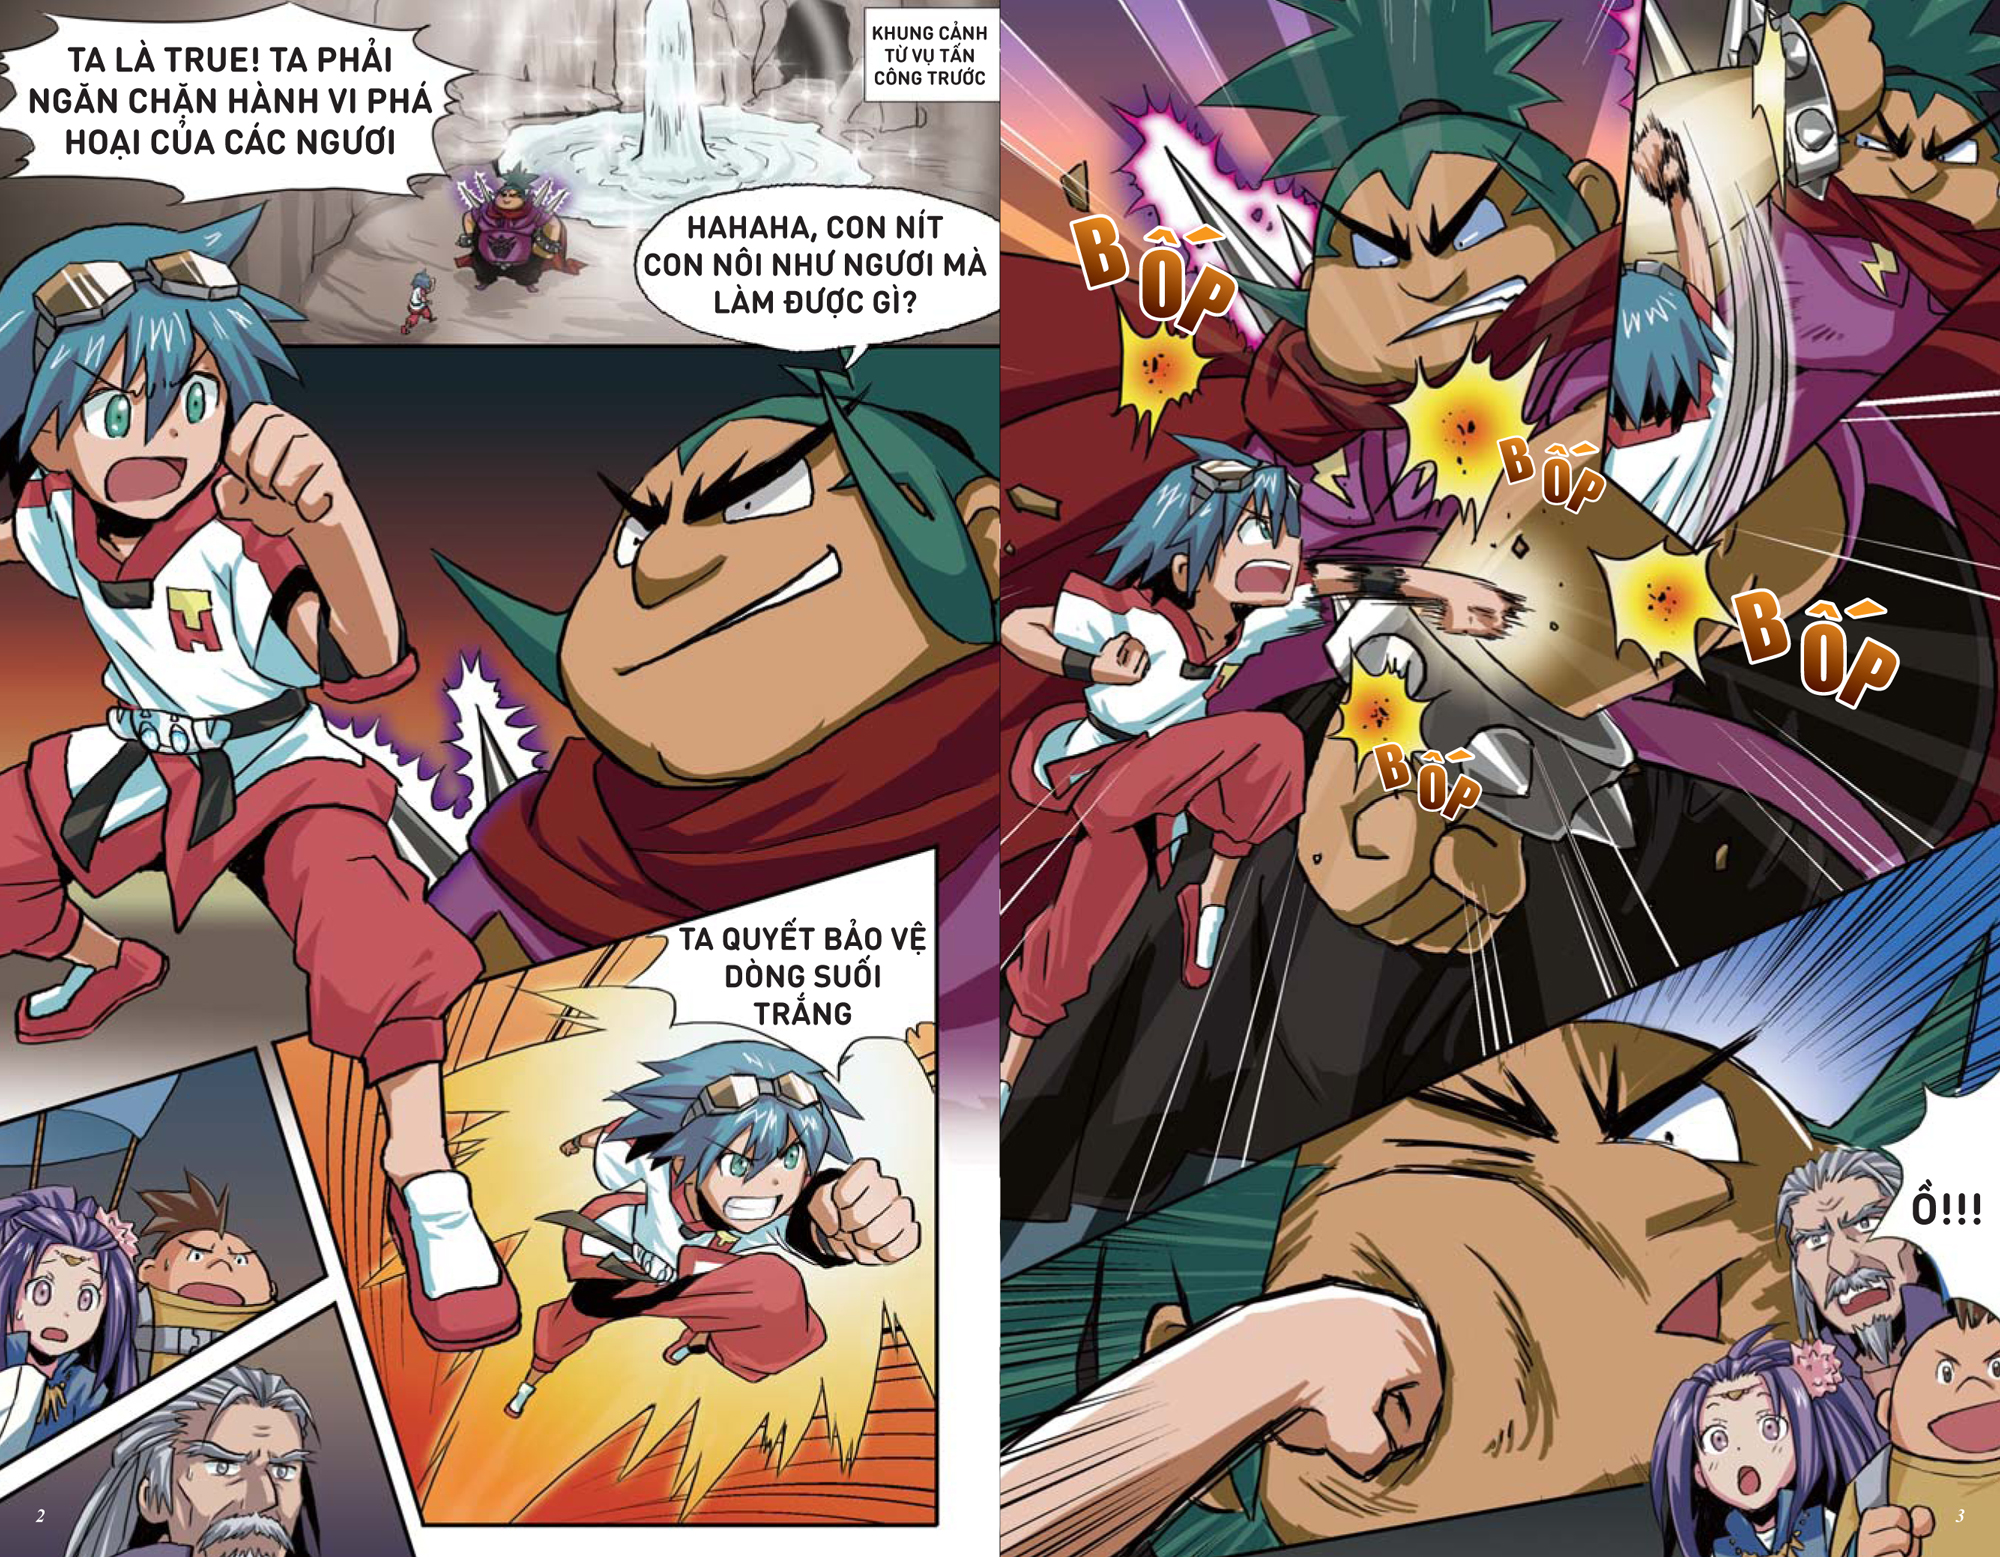 TA LÀ TRUE! TA PHẢI
NGĂN CHẶN HÀNH VI PHÁ
HOẠI CỦA CÁC NGƯƠI
KHUNG CẢNH
TỪ VỤ TẤN
CÔNG TRƯỚC
HAHAHA, CON NÍT
CON NÔI NHƯ NGƯƠI MÀ
LÀM ĐƯỢC GÌ?
TH
TA QUYẾT BẢO VỆ
DÒNG SUỐI
TRẮNG
2
BỐP
BỐP
BỐP
BỐP
Ồ!!!
3